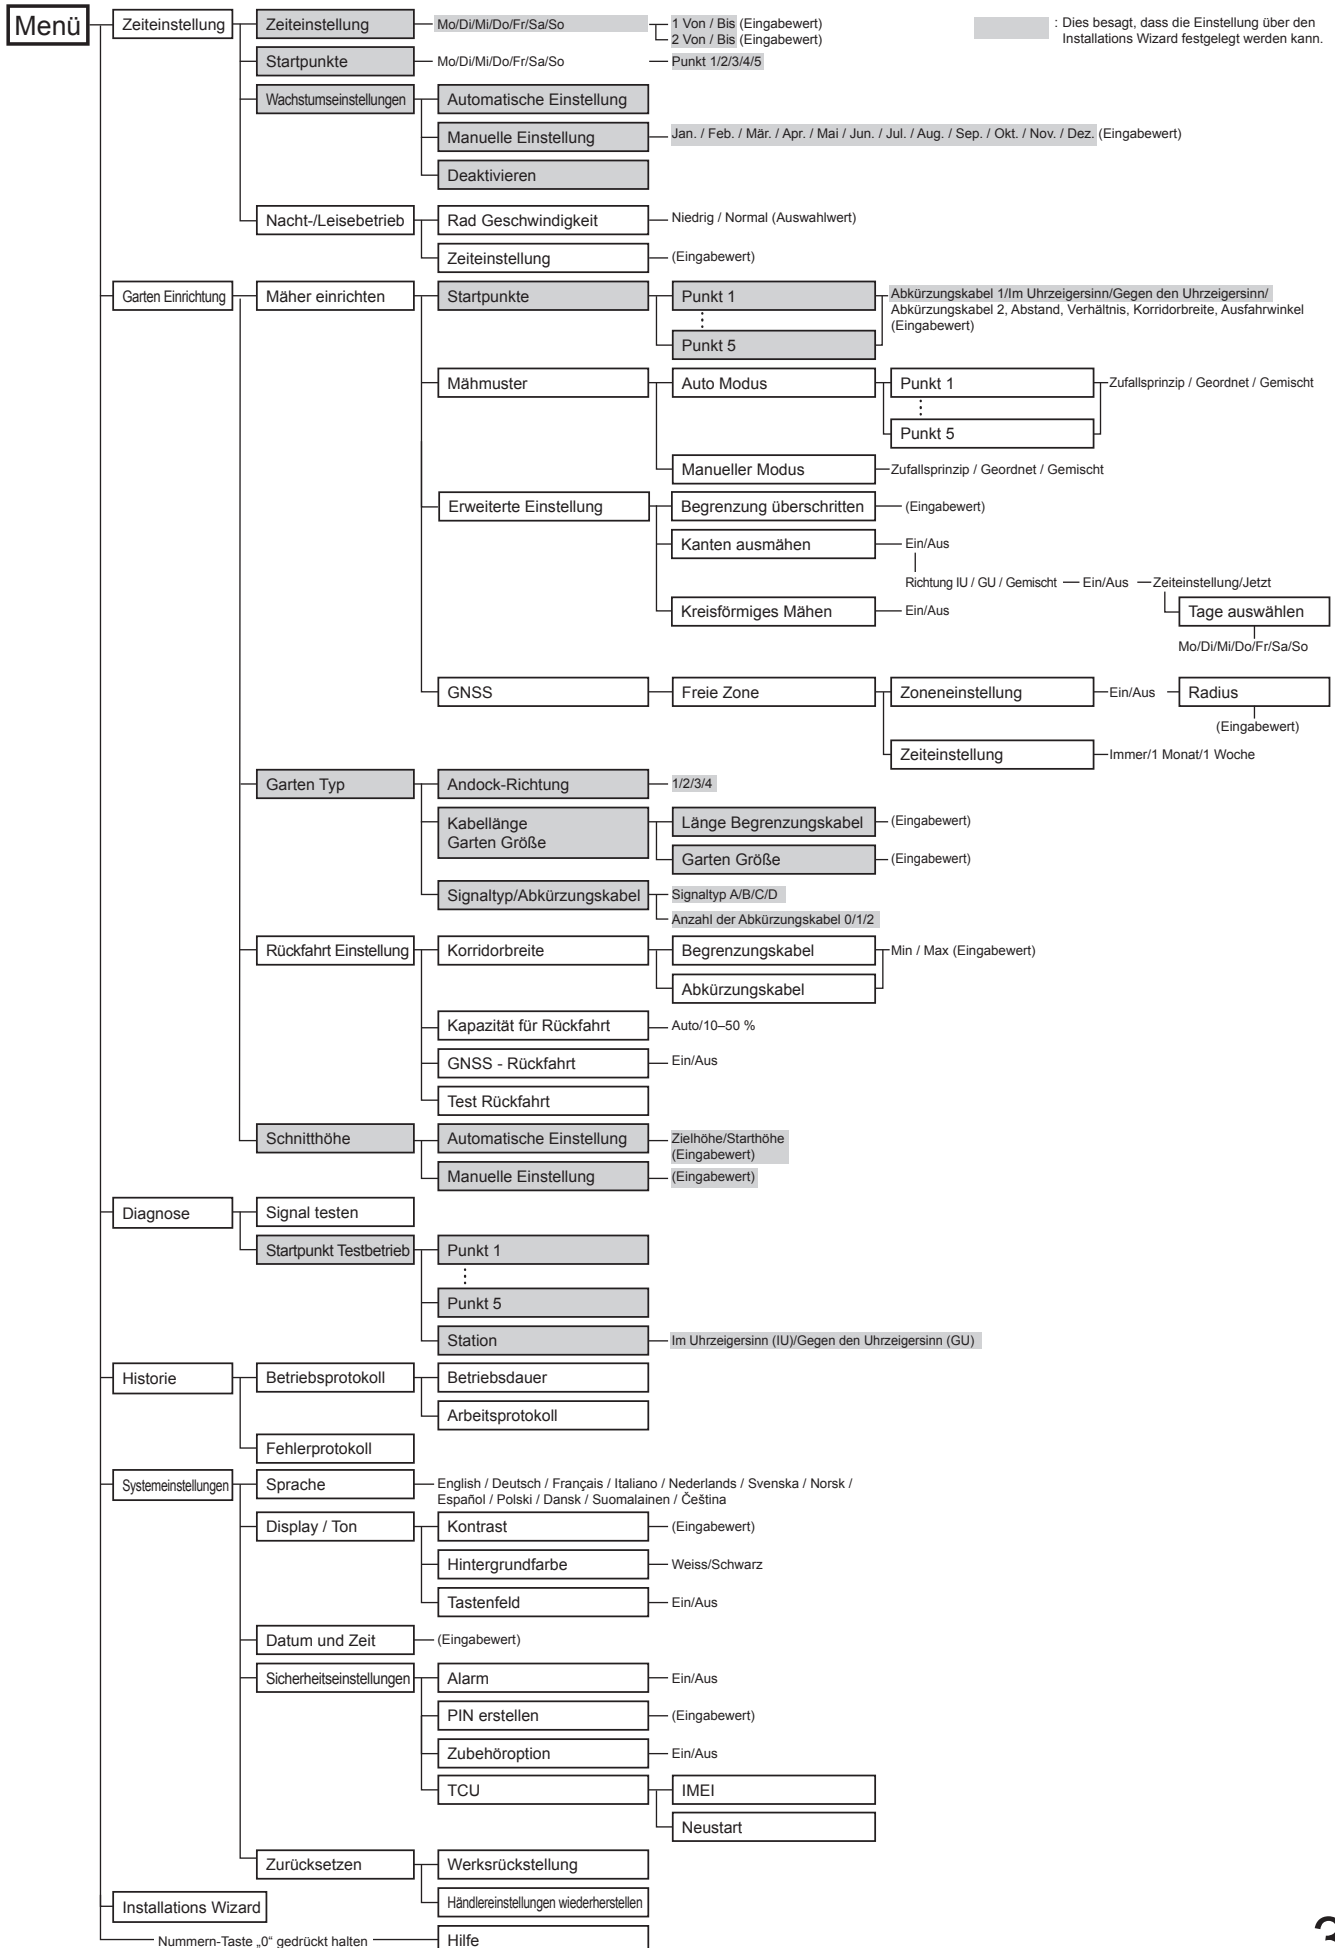 Menü
Zeiteinstellung
Zeiteinstellung
Mo/Di/Mi/Do/Fr/Sa/So
1 Von / Bis (Eingabewert)
2 Von / Bis (Eingabewert)
: Dies besagt, dass die Einstellung über den
Installations Wizard festgelegt werden kann.
Startpunkte
Mo/Di/Mi/Do/Fr/Sa/So
Punkt 1/2/3/4/5
Wachstumseinstellungen
Automatische Einstellung
Manuelle Einstellung
Jan. / Feb. / Mär. / Apr. / Mai / Jun. / Jul. / Aug. / Sep. / Okt. / Nov. / Dez. (Eingabewert)
Deaktivieren
Nacht-/Leisebetrieb
Rad Geschwindigkeit
Niedrig / Normal (Auswahlwert)
Zeiteinstellung
(Eingabewert)
Garten Einrichtung
Mäher einrichten
Startpunkte
Punkt 1
Punkt 5
Abkürzungskabel 1/Im Uhrzeigersinn/Gegen den Uhrzeigersinn/
Abkürzungskabel 2, Abstand, Verhältnis, Korridorbreite, Ausfahrwinkel
(Eingabewert)
Mähmuster
Auto Modus
Punkt 1
Punkt 5
Zufallsprinzip / Geordnet / Gemischt
Manueller Modus
Zufallsprinzip / Geordnet / Gemischt
Erweiterte Einstellung
Begrenzung überschritten
(Eingabewert)
Kanten ausmähen
Ein/Aus
Richtung IU / GU / Gemischt
Ein/Aus
Zeiteinstellung/Jetzt
Tage auswählen
Mo/Di/Mi/Do/Fr/Sa/So
Kreisförmiges Mähen
Ein/Aus
GNSS
Freie Zone
Zoneneinstellung
Ein/Aus
Radius
(Eingabewert)
Zeiteinstellung
Immer/1 Monat/1 Woche
Garten Typ
Andock-Richtung
1/2/3/4
Kabellänge
Garten Größe
Länge Begrenzungskabel
(Eingabewert)
Garten Größe
(Eingabewert)
Signaltyp/Abkürzungskabel
Signaltyp A/B/C/D
Anzahl der Abkürzungskabel 0/1/2
Rückfahrt Einstellung
Korridorbreite
Begrenzungskabel
Abkürzungskabel
Min / Max (Eingabewert)
Kapazität für Rückfahrt
Auto/10–50 %
GNSS - Rückfahrt
Ein/Aus
Test Rückfahrt
Schnitthöhe
Automatische Einstellung
Zielhöhe/Starthöhe
(Eingabewert)
Manuelle Einstellung
(Eingabewert)
Diagnose
Signal testen
Startpunkt Testbetrieb
Punkt 1
Punkt 5
Station
Im Uhrzeigersinn (IU)/Gegen den Uhrzeigersinn (GU)
Historie
Betriebsprotokoll
Betriebsdauer
Arbeitsprotokoll
Fehlerprotokoll
Systemeinstellungen
Sprache
English / Deutsch / Français / Italiano / Nederlands / Svenska / Norsk /
Español / Polski / Dansk / Suomalainen / Čeština
Display / Ton
Kontrast
(Eingabewert)
Hintergrundfarbe
Weiss/Schwarz
Tastenfeld
Ein/Aus
Datum und Zeit
(Eingabewert)
Sicherheitseinstellungen
Alarm
Ein/Aus
PIN erstellen
(Eingabewert)
Zubehöroption
Ein/Aus
TCU
IMEI
Neustart
Zurücksetzen
Werksrückstellung
Händlereinstellungen wiederherstellen
Installations Wizard
Nummern-Taste „0“ gedrückt halten
Hilfe